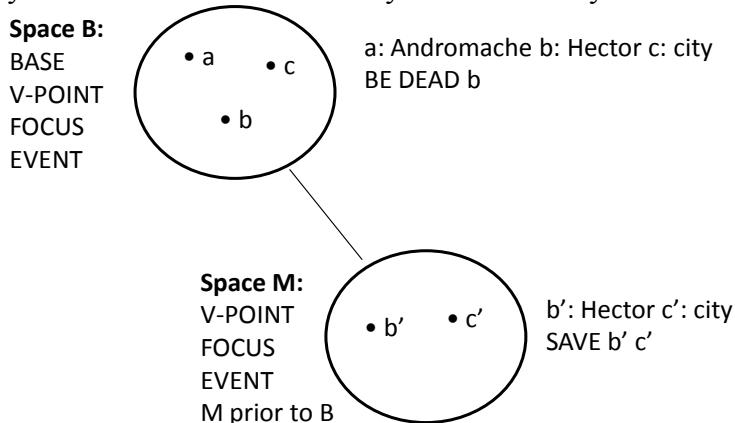 Space B:
BASE
V-POINT
FOCUS
EVENT
a
c
b
a: Andromache b: Hector c: city
BE DEAD b
Space M:
V-POINT
FOCUS
EVENT
M prior to B
b’
c’
b’: Hector c’: city
SAVE b’ c’